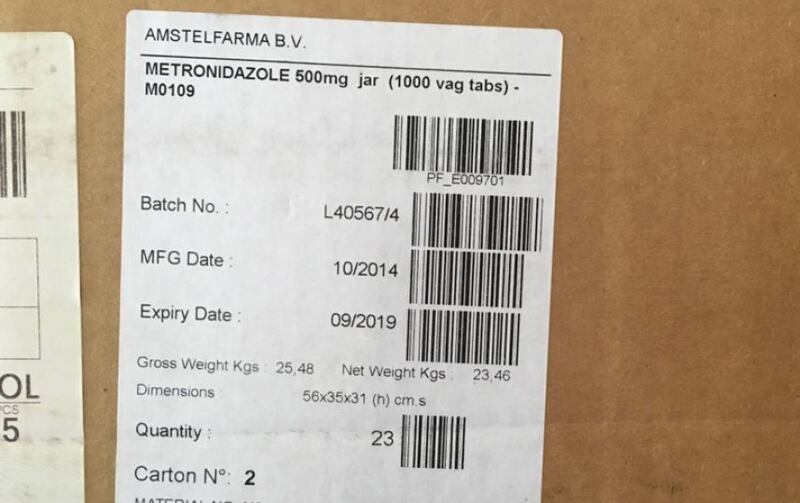 AMSTELFARMA B.V.
METRONIDAZOLE 500mg jar (1000 vag tabs) -
M0109
PF_E009701
Batch No. : L40567/4
MFG Date : 10/2014
Expiry Date : 09/2019
Gross Weight Kgs : 25,48 Net Weight Kgs : 23,46
Dimensions : 56x35x31 (h) cm.s
Quantity : 23
Carton N°: 2
OL
PCS
5